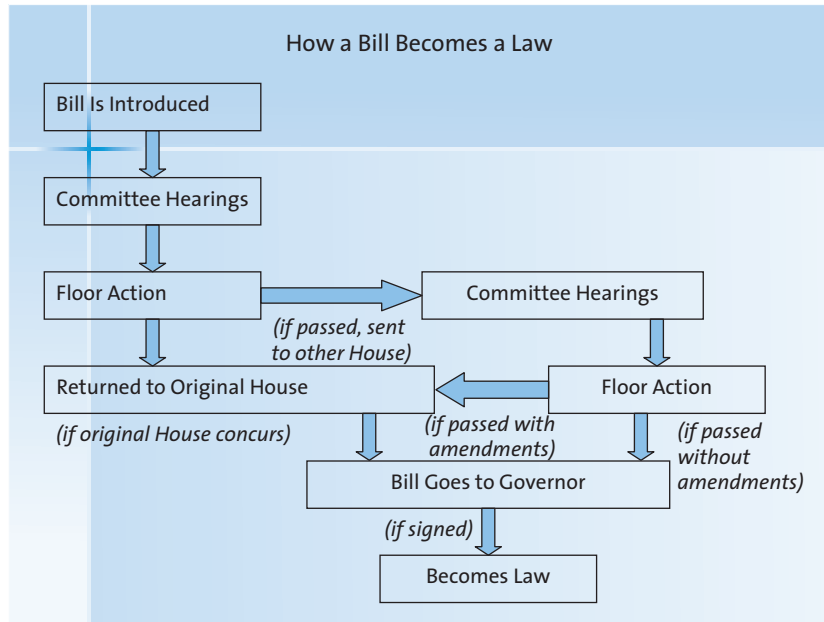 How a Bill Becomes a Law
Bill Is Introduced
Committee Hearings
Floor Action
Committee Hearings
(if passed, sent
to other House)
Returned to Original House
Floor Action
(if original House concurs)
(if passed with
amendments)
(if passed
without
amendments)
Bill Goes to Governor
(if signed)
Becomes Law